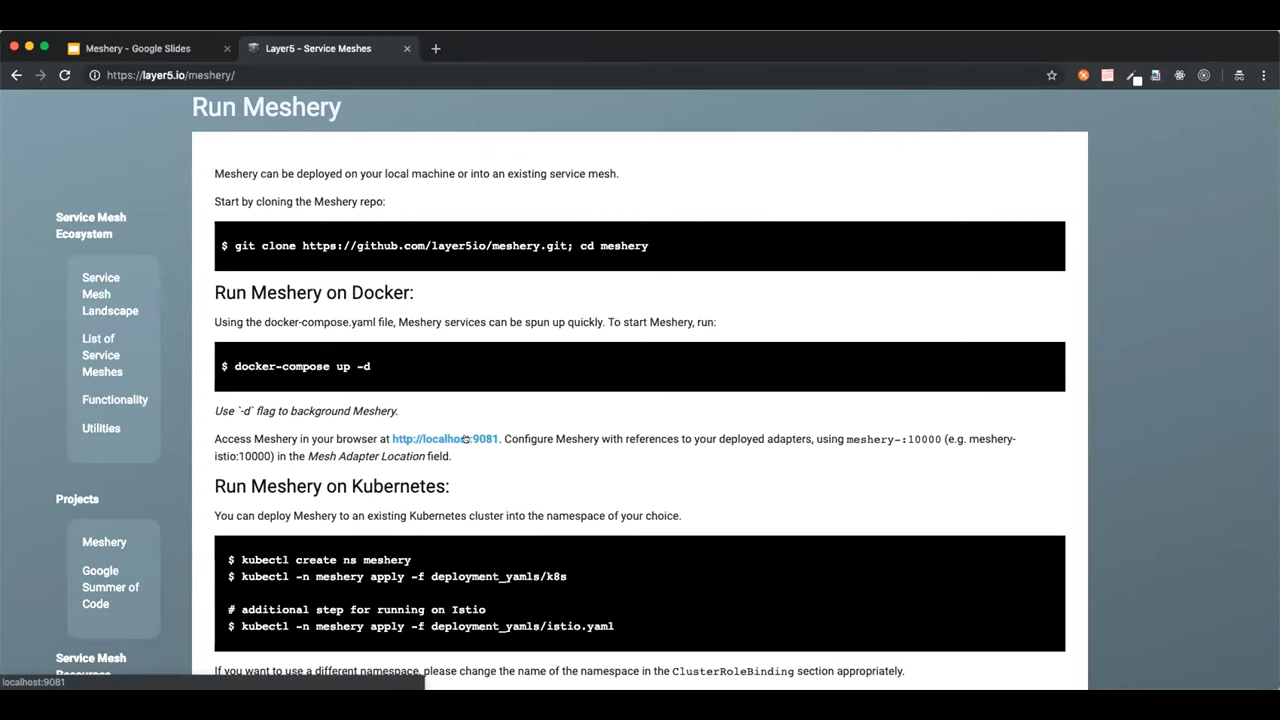 Meshery - Google Slides
Layer5 - Service Meshes
https://layer5.io/meshery/
Run Meshery
Service Mesh
Ecosystem
Service
Mesh
Landscape
List of
Service
Meshes
Functionality
Utilities
Projects
Meshery
Google
Summer of
Code
Service Mesh
Meshery can be deployed on your local machine or into an existing service mesh.
Start by cloning the Meshery repo:
$ git clone https://github.com/layer5io/meshery.git; cd meshery
Run Meshery on Docker:
Using the docker-compose.yaml file, Meshery services can be spun up quickly. To start Meshery, run:
$ docker-compose up -d
Use `-d` flag to background Meshery.
Access Meshery in your browser at http://localhost:9081. Configure Meshery with references to your deployed adapters, using meshery-:10000 (e.g. meshery-
istio:10000) in the Mesh Adapter Location field.
Run Meshery on Kubernetes:
You can deploy Meshery to an existing Kubernetes cluster into the namespace of your choice.
$ kubectl create ns meshery
$ kubectl -n meshery apply -f deployment_yamls/k8s
# additional step for running on Istio
$ kubectl -n meshery apply -f deployment_yamls/istio.yaml
If you want to use a different namespace, please change the name of the namespace in the ClusterRoleBinding section appropriately.
localhost:9081